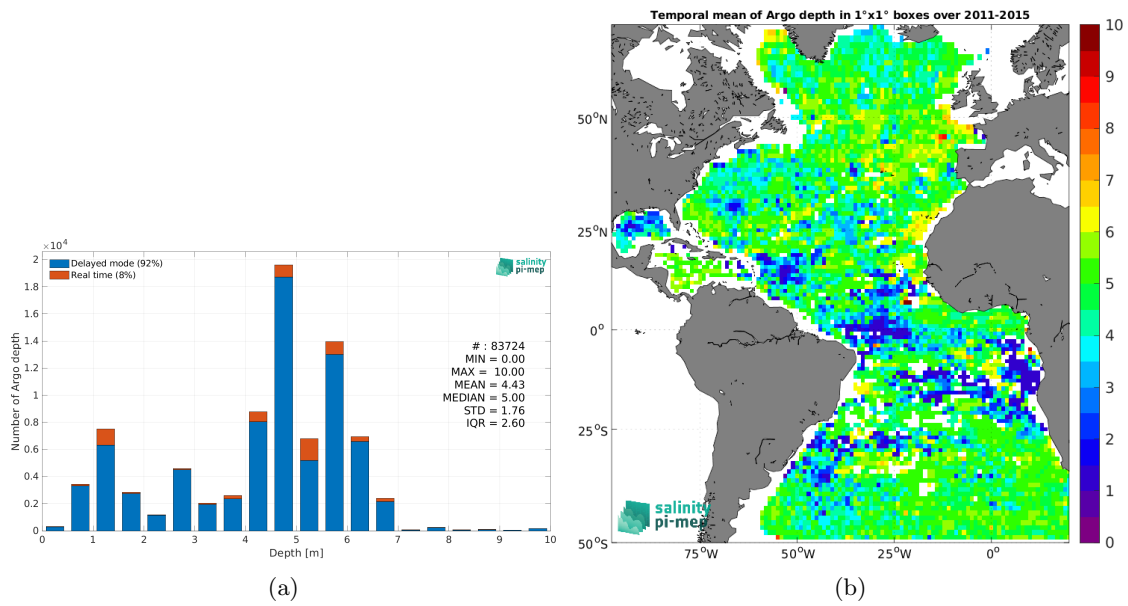 Temporal mean of Argo depth in 1°x1° boxes over 2011-2015
×10⁴
Delayed mode (92%)
Real time (8%)
salinity
pi-mep
# : 83724
MIN = 0.00
MAX = 10.00
MEAN = 4.43
MEDIAN = 5.00
STD = 1.76
IQR = 2.60
Number of Argo depth
2
1.8
1.6
1.4
1.2
1
0.8
0.6
0.4
0.2
0
0 1 2 3 4 5 6 7 8 9 10
Depth [m]
(a)
50°N
25°N
0°
25°S
50°S
75°W 50°W 25°W 0°
salinity
pi-mep
10
9
8
7
6
5
4
3
2
1
0
(b)